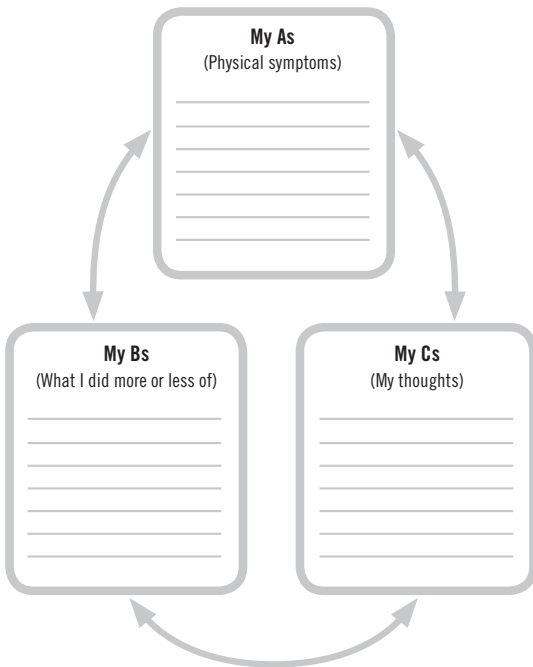 My As
(Physical symptoms)
My Bs
(What I did more or less of)
My Cs
(My thoughts)